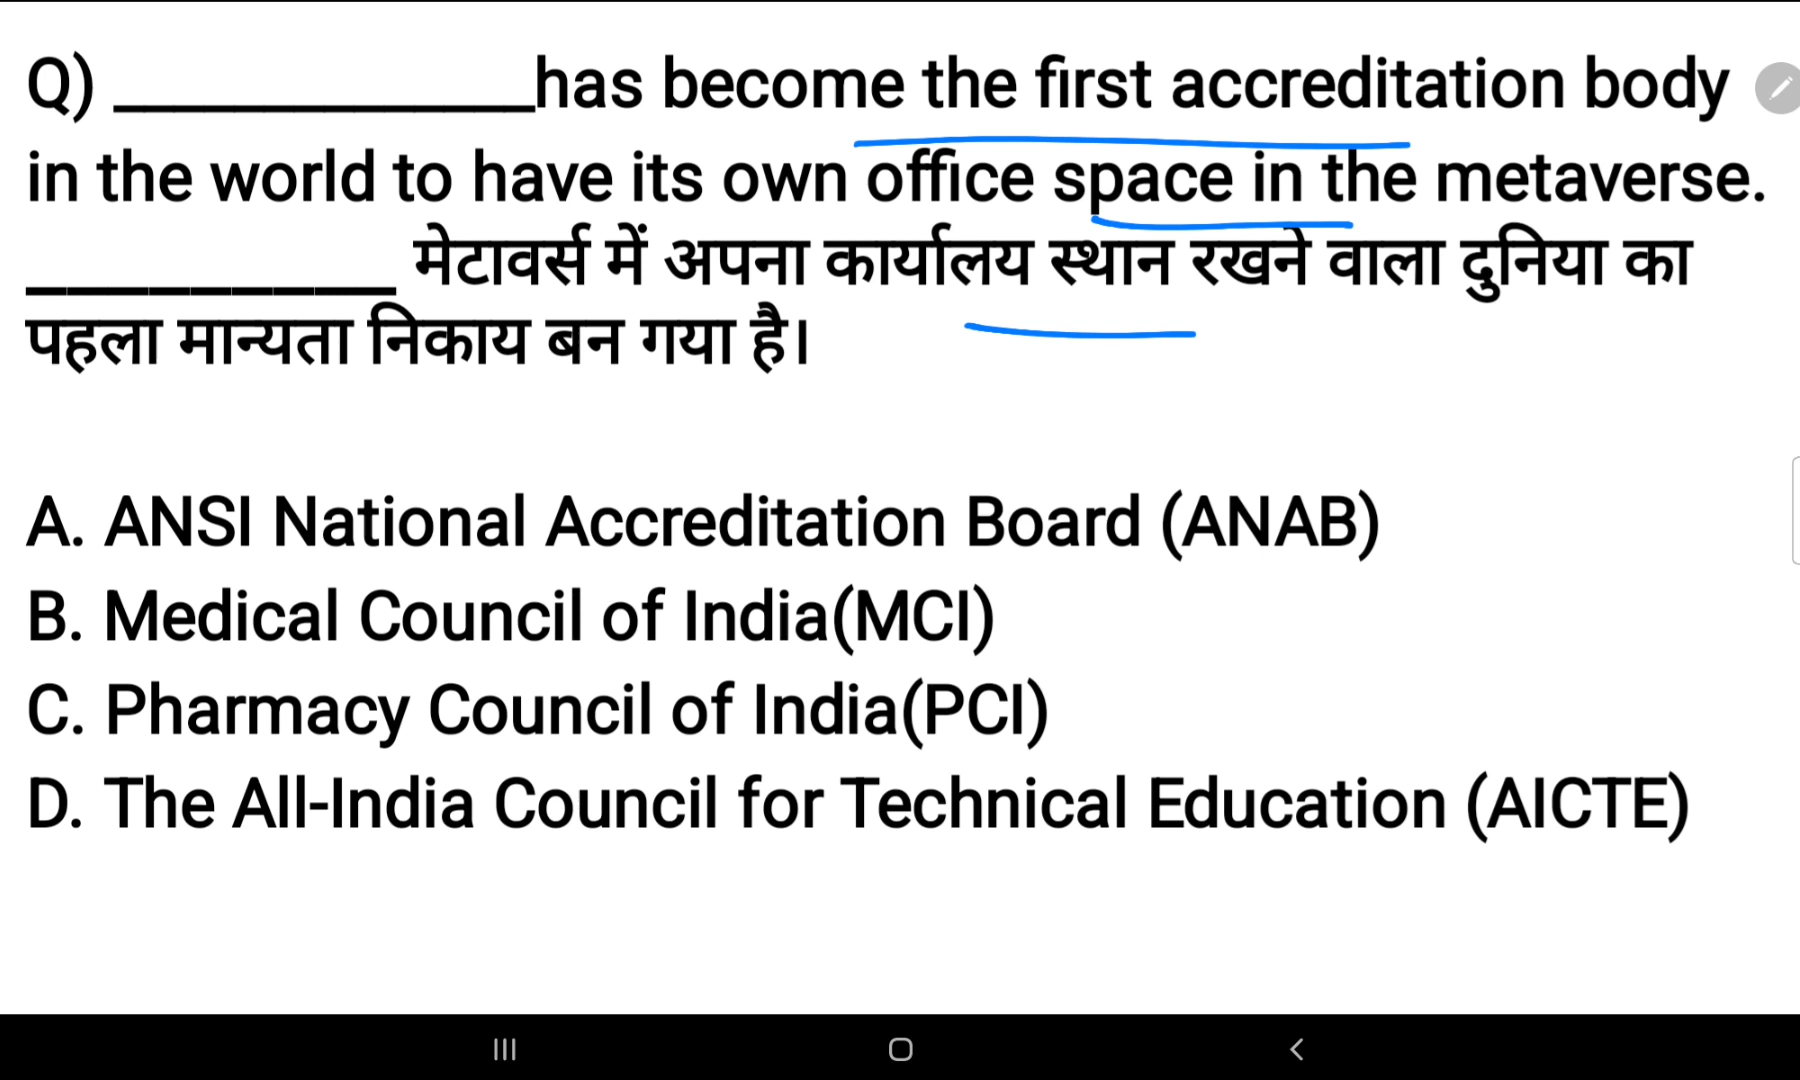 Q) ______________has become the first accreditation body
in the world to have its own office space in the metaverse.
_________ मेटावर्स में अपना कार्यालय स्थान रखने वाला दुनिया का
पहला मान्यता निकाय बन गया है।
A. ANSI National Accreditation Board (ANAB)
B. Medical Council of India(MCI)
C. Pharmacy Council of India(PCI)
D. The All-India Council for Technical Education (AICTE)